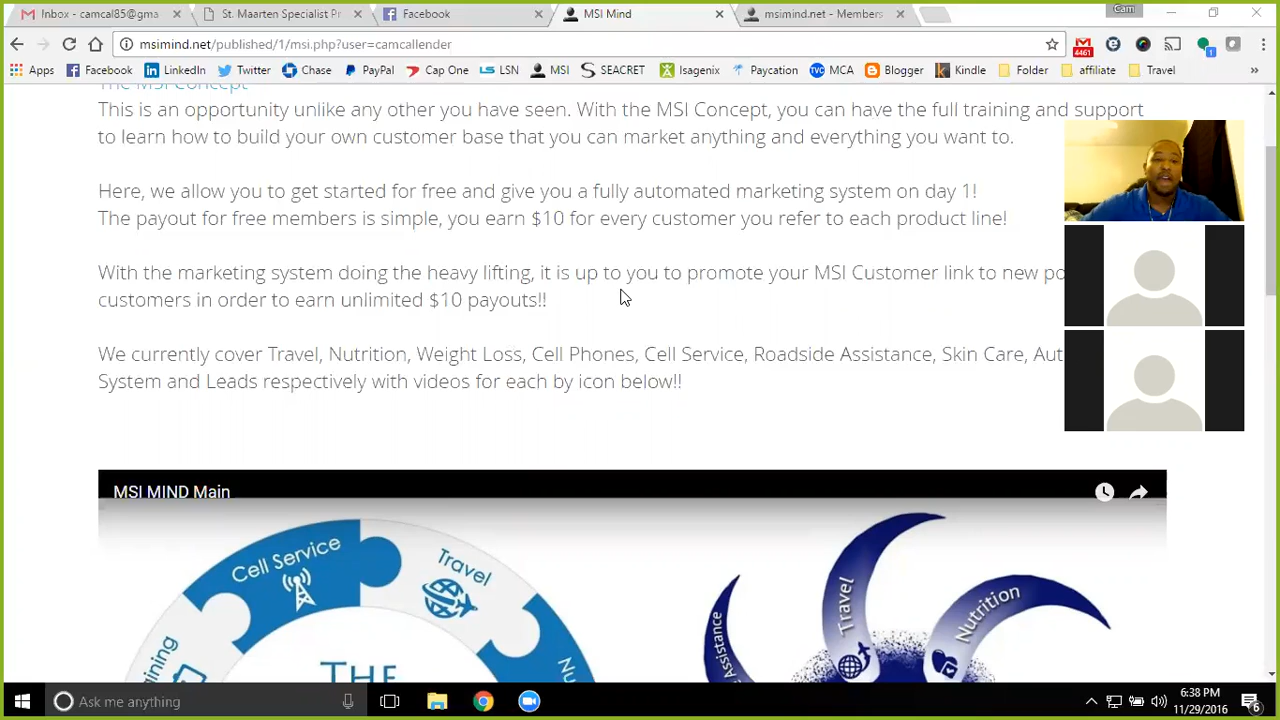 Inbox - camcal85@gma
St. Maarten Specialist Pr
Facebook
MSI Mind
msimind.net - Members
Cam
msimind.net/published/1/msi.php?user=camcallender
4461
1
Apps
Facebook
LinkedIn
Twitter
Chase
PayPal
Cap One
LSN
MSI
SEACRET
Isagenix
Paycation
MCA
Blogger
Kindle
Folder
affiliate
Travel
The MSI Concept
This is an opportunity unlike any other you have seen. With the MSI Concept, you can have the full training and support
to learn how to build your own customer base that you can market anything and everything you want to.
Here, we allow you to get started for free and give you a fully automated marketing system on day 1!
The payout for free members is simple, you earn $10 for every customer you refer to each product line!
With the marketing system doing the heavy lifting, it is up to you to promote your MSI Customer link to new po
customers in order to earn unlimited $10 payouts!!
We currently cover Travel, Nutrition, Weight Loss, Cell Phones, Cell Service, Roadside Assistance, Skin Care, Aut
System and Leads respectively with videos for each by icon below!!
MSI MIND Main
Cell Service
Travel
THE
Assistance
Travel
Nutrition
Ask me anything
6:38 PM
11/29/2016
6